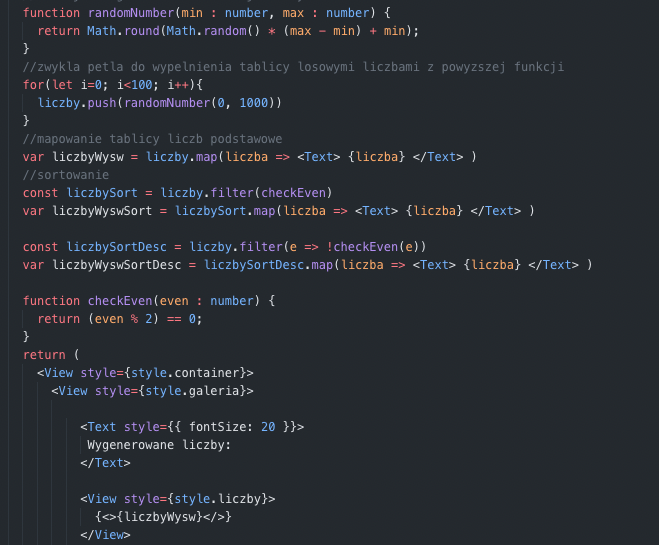 function randomNumber(min : number, max : number) {
return Math.round(Math.random() * (max - min) + min);
}
//zwykla petla do wypelnienia tablicy losowymi liczbami z powyzszej funkcji
for(let i=0; i<100; i++){
liczby.push(randomNumber(0, 1000))
}
//mapowanie tablicy liczb podstawowe
var liczbyWysw = liczby.map(liczba => <Text> {liczba} </Text> )
//sortowanie
const liczbySort = liczby.filter(checkEven)
var liczbyWyswSort = liczbySort.map(liczba => <Text> {liczba} </Text> )
const liczbySortDesc = liczby.filter(e => !checkEven(e))
var liczbyWyswSortDesc = liczbySortDesc.map(liczba => <Text> {liczba} </Text> )
function checkEven(even : number) {
return (even % 2) == 0;
}
return (
<View style={style.container}>
<View style={style.galeria}>
<Text style={{ fontSize: 20 }}>
Wygenerowane liczby:
</Text>
<View style={style.liczby}>
{<>{liczbyWysw}</>}
</View>